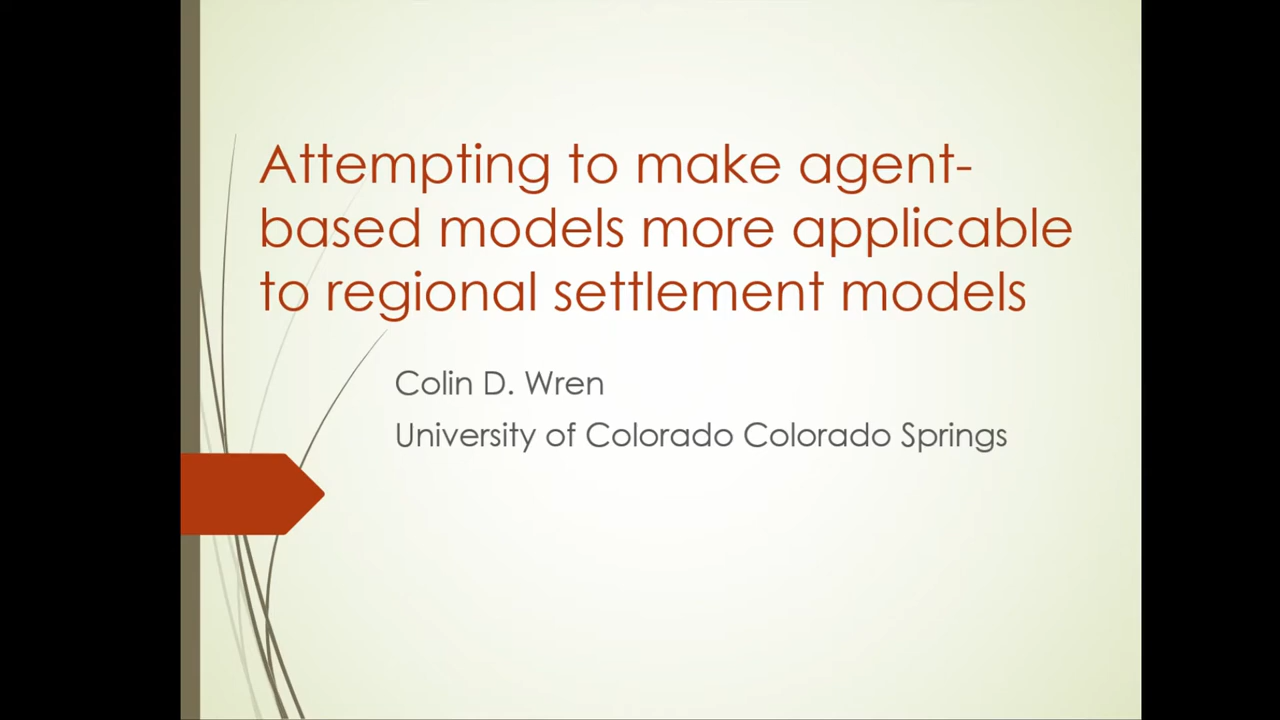 Attempting to make agent-
based models more applicable
to regional settlement models
Colin D. Wren
University of Colorado Colorado Springs